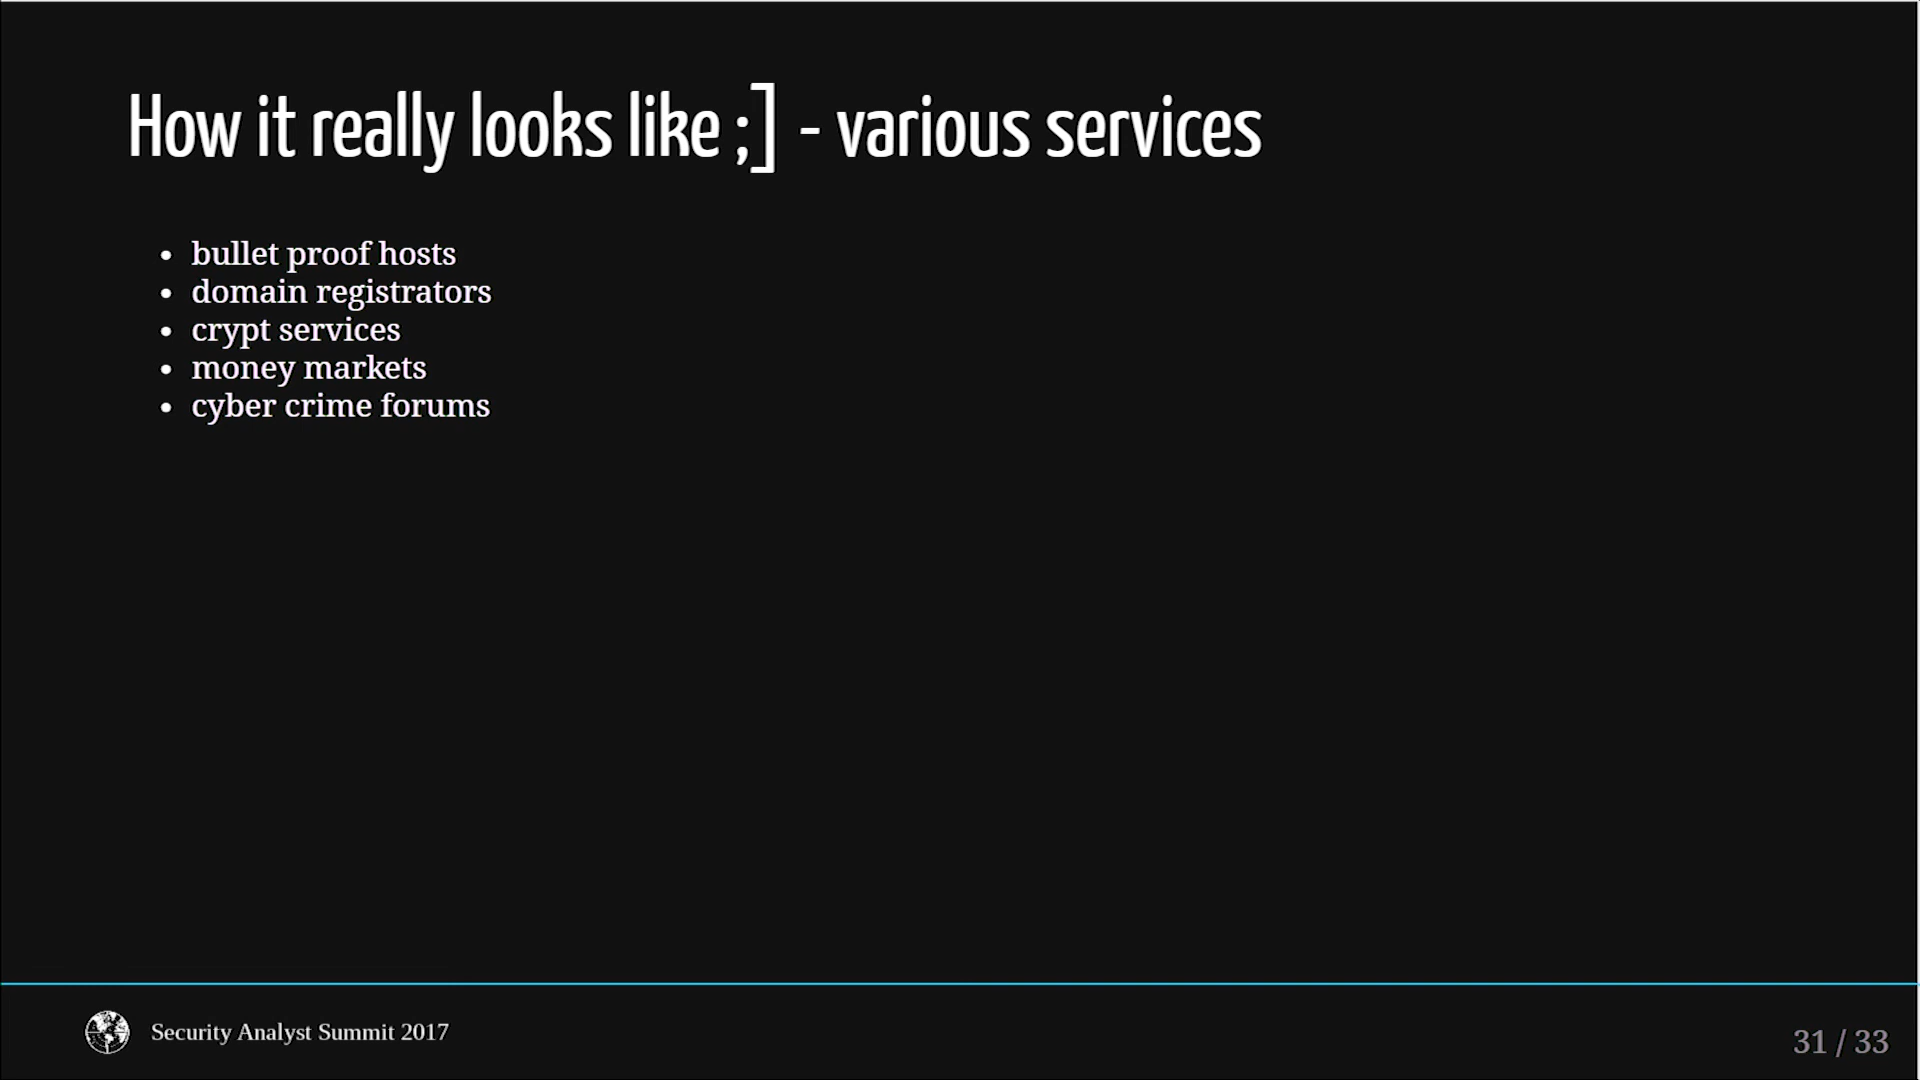 How it really looks like ;] - various services
• bullet proof hosts
• domain registrators
• crypt services
• money markets
• cyber crime forums
Security Analyst Summit 2017
31 / 33